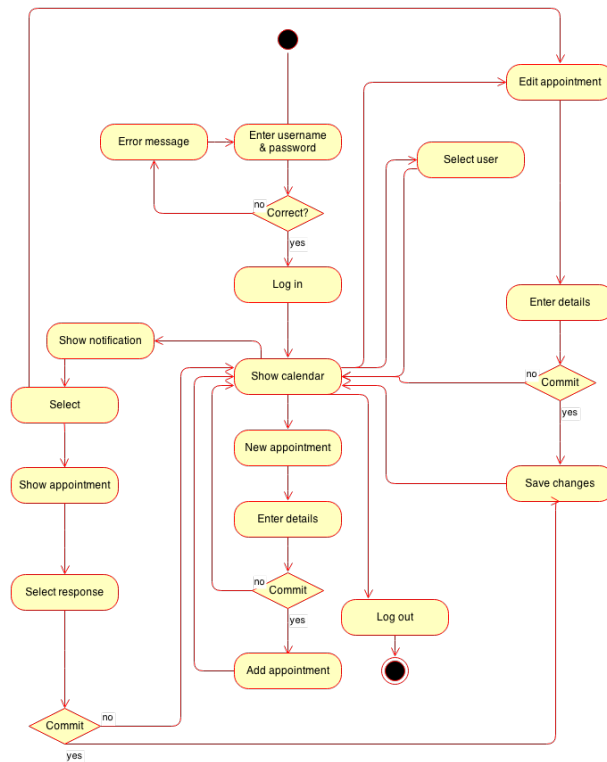 Edit appointment
Error message
Enter username
& password
Select user
no
Correct?
yes
Log in
Enter details
Show notification
Show calendar
no
Commit
Select
yes
New appointment
Show appointment
Save changes
Enter details
no
Commit
Select response
yes
Log out
Add appointment
Commit
no
yes